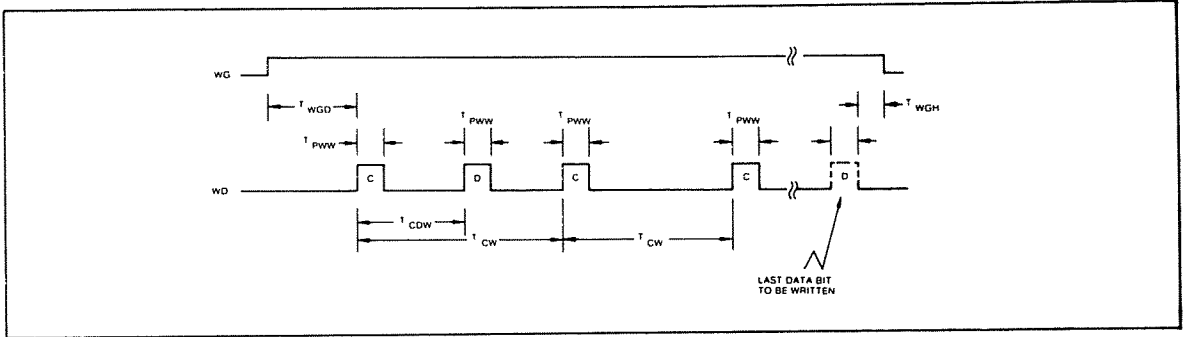 WG
T WGD
T WGH
T PWW
T PWW
T PWW
T PWW
WD
C
D
C
C
D
T CDW
T CW
T CW
LAST DATA BIT
TO BE WRITTEN